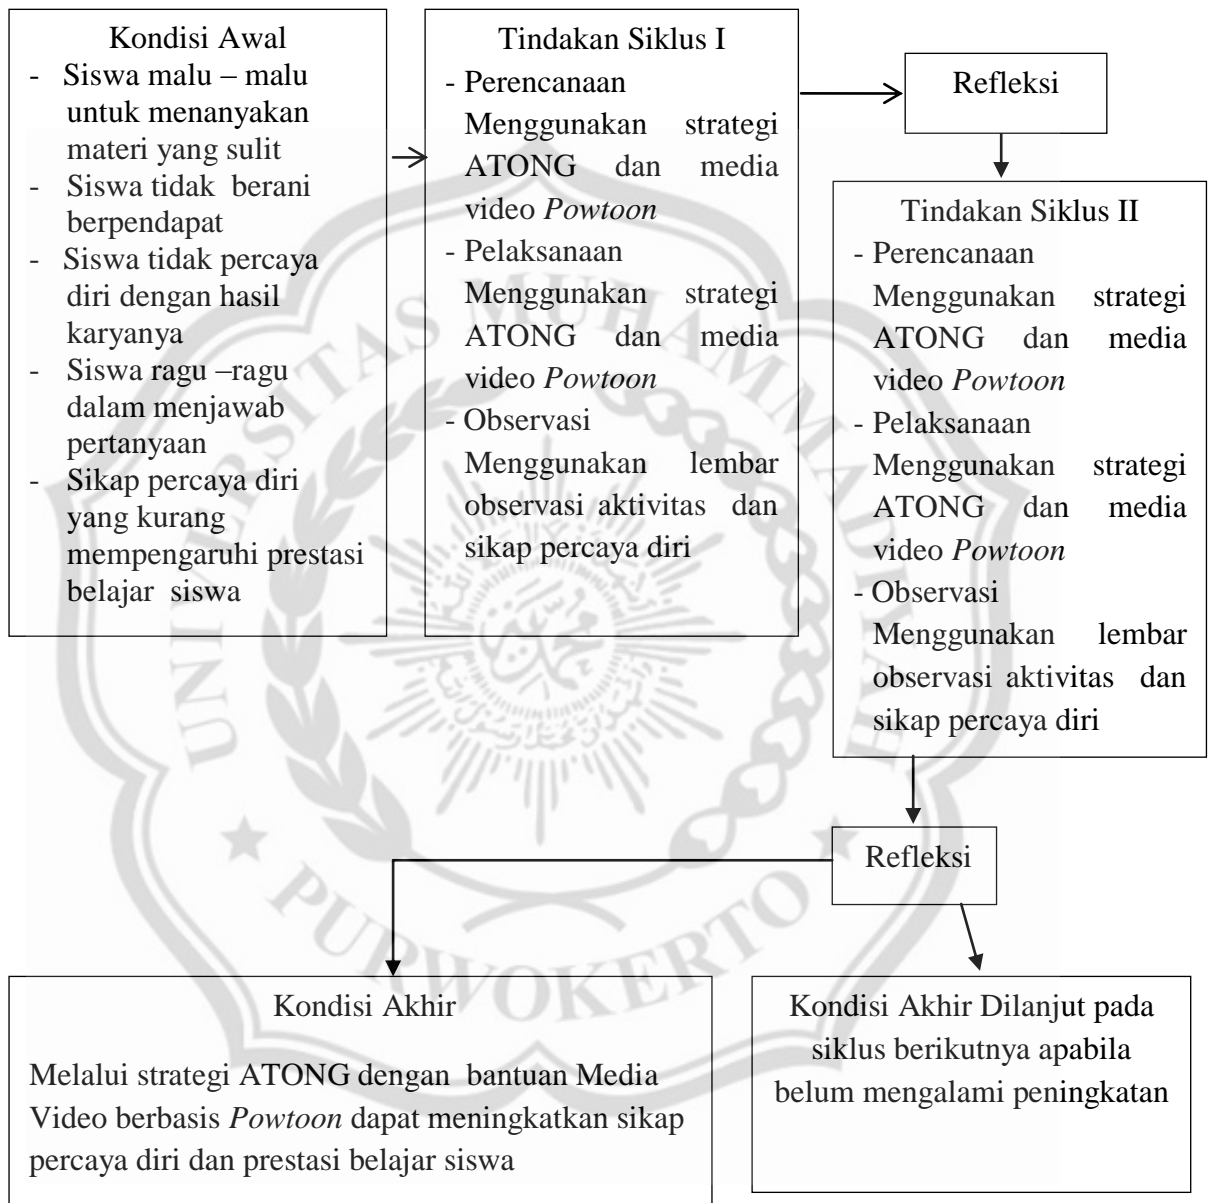 Kondisi Awal
- Siswa malu – malu
untuk menanyakan
materi yang sulit
- Siswa tidak berani
berpendapat
- Siswa tidak percaya
diri dengan hasil
karyanya
- Siswa ragu –ragu
dalam menjawab
pertanyaan
- Sikap percaya diri
yang kurang
mempengaruhi prestasi
belajar siswa
Tindakan Siklus I
- Perencanaan
Menggunakan strategi
ATONG dan media
video Powtoon
- Pelaksanaan
Menggunakan strategi
ATONG dan media
video Powtoon
- Observasi
Menggunakan lembar
observasi aktivitas dan
sikap percaya diri
Refleksi
Tindakan Siklus II
- Perencanaan
Menggunakan strategi
ATONG dan media
video Powtoon
- Pelaksanaan
Menggunakan strategi
ATONG dan media
video Powtoon
- Observasi
Menggunakan lembar
observasi aktivitas dan
sikap percaya diri
Refleksi
Kondisi Akhir
Melalui strategi ATONG dengan bantuan Media
Video berbasis Powtoon dapat meningkatkan sikap
percaya diri dan prestasi belajar siswa
Kondisi Akhir Dilanjut pada
siklus berikutnya apabila
belum mengalami peningkatan
UNIVERSITAS MUHAMMADIYAH
PURWOKERTO